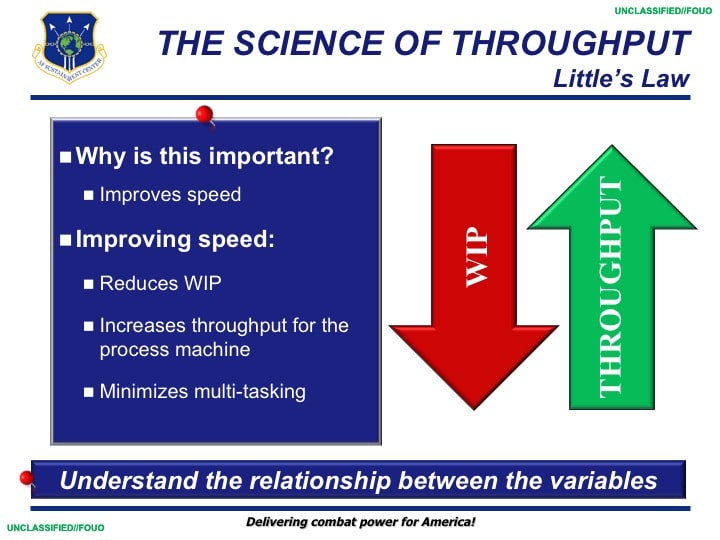 UNCLASSIFIED//FOUO
THE SCIENCE OF THROUGHPUT
Little's Law
AF SUSTAINMENT CENTER
Why is this important?
Improves speed
Improving speed:
Reduces WIP
Increases throughput for the
process machine
Minimizes multi-tasking
WIP
THROUGHPUT
Understand the relationship between the variables
Delivering combat power for America!
UNCLASSIFIED//FOUO